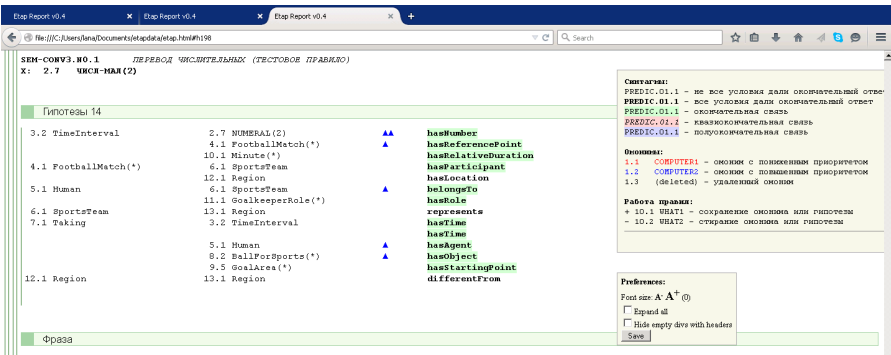 Etap Report v0.4 × Etap Report v0.4 × Etap Report v0.4 × +
file:///C:/Users/lana/Documents/etapdata/etap.html#h198 Search
SEM-CONV3.N0.1 ПЕРЕВОД ЧИСЛИТЕЛЬНЫХ (ТЕСТОВОЕ ПРАВИЛО)
X: 2.7 ЧИСЛ-МАЛ(2)
Гипотезы 14
3.2 TimeInterval 2.7 NUMERAL(2) ▲▲ hasNumber
4.1 FootballMatch(*) ▲ hasReferencePoint
10.1 Minute(*) hasRelativeDuration
4.1 FootballMatch(*) 6.1 SportsTeam ▲ hasParticipant
12.1 Region hasLocation
5.1 Human 6.1 SportsTeam ▲ belongsTo
11.1 GoalkeeperRole(*) hasRole
6.1 SportsTeam 13.1 Region represents
7.1 Taking 3.2 TimeInterval hasTime
hasTime
5.1 Human ▲ hasAgent
8.2 BallForSports(*) ▲ hasObject
9.5 GoalArea(*) hasStartingPoint
12.1 Region 13.1 Region differentFrom
Фраза
Синтагмы:
PREDIC.01.1 - не все условия дали окончательный отве
PREDIC.01.1 - все условия дали окончательный ответ
PREDIC.01.1 - окончательная связь
PREDIC.01.1 - квазиокончательная связь
PREDIC.01.1 - полуокончательная связь
Омонимы:
1.1 COMPUTER1 - омоним с пониженным приоритетом
1.2 COMPUTER2 - омоним с повышенным приоритетом
1.3 (deleted) - удаленный омоним
Работа правил:
+ 10.1 WHAT1 - сохранение омонима или гипотезы
- 10.2 WHAT2 - стирание омонима или гипотезы
Preferences:
Font size: A- A+ (0)
Expand all
Hide empty divs with headers
Save